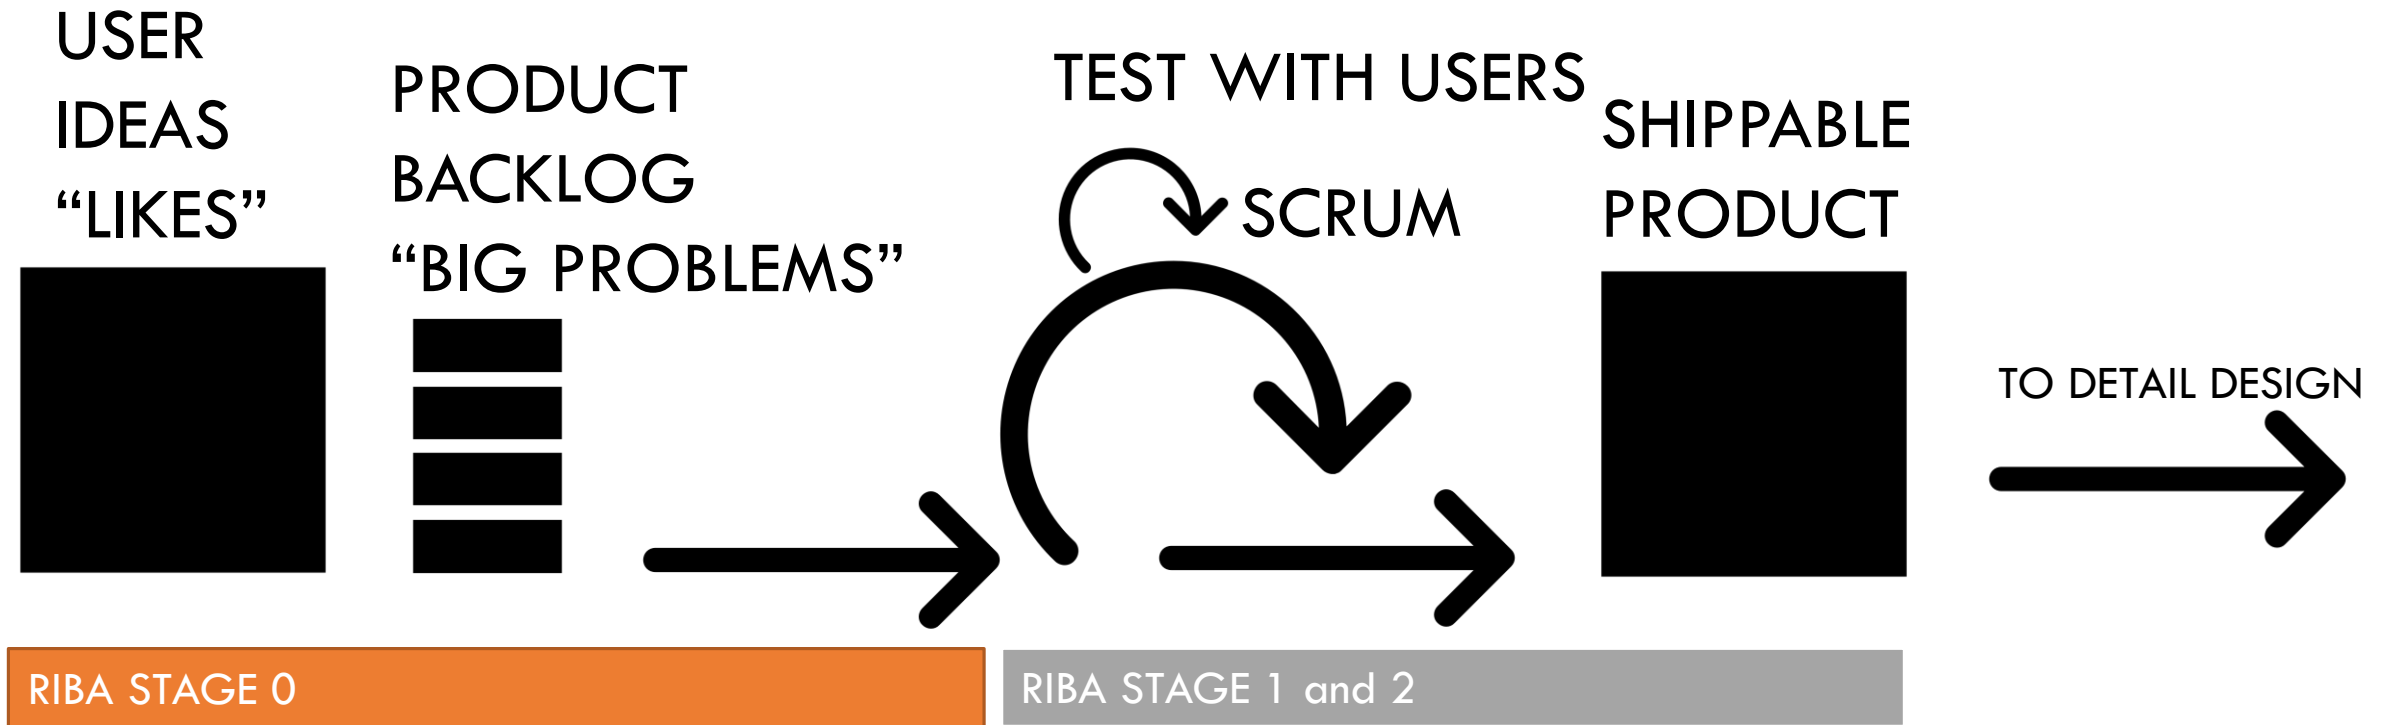 USER
IDEAS
“LIKES”
PRODUCT
BACKLOG
“BIG PROBLEMS”
TEST WITH USERS
SCRUM
SHIPPABLE
PRODUCT
TO DETAIL DESIGN
RIBA STAGE 0
RIBA STAGE 1 and 2